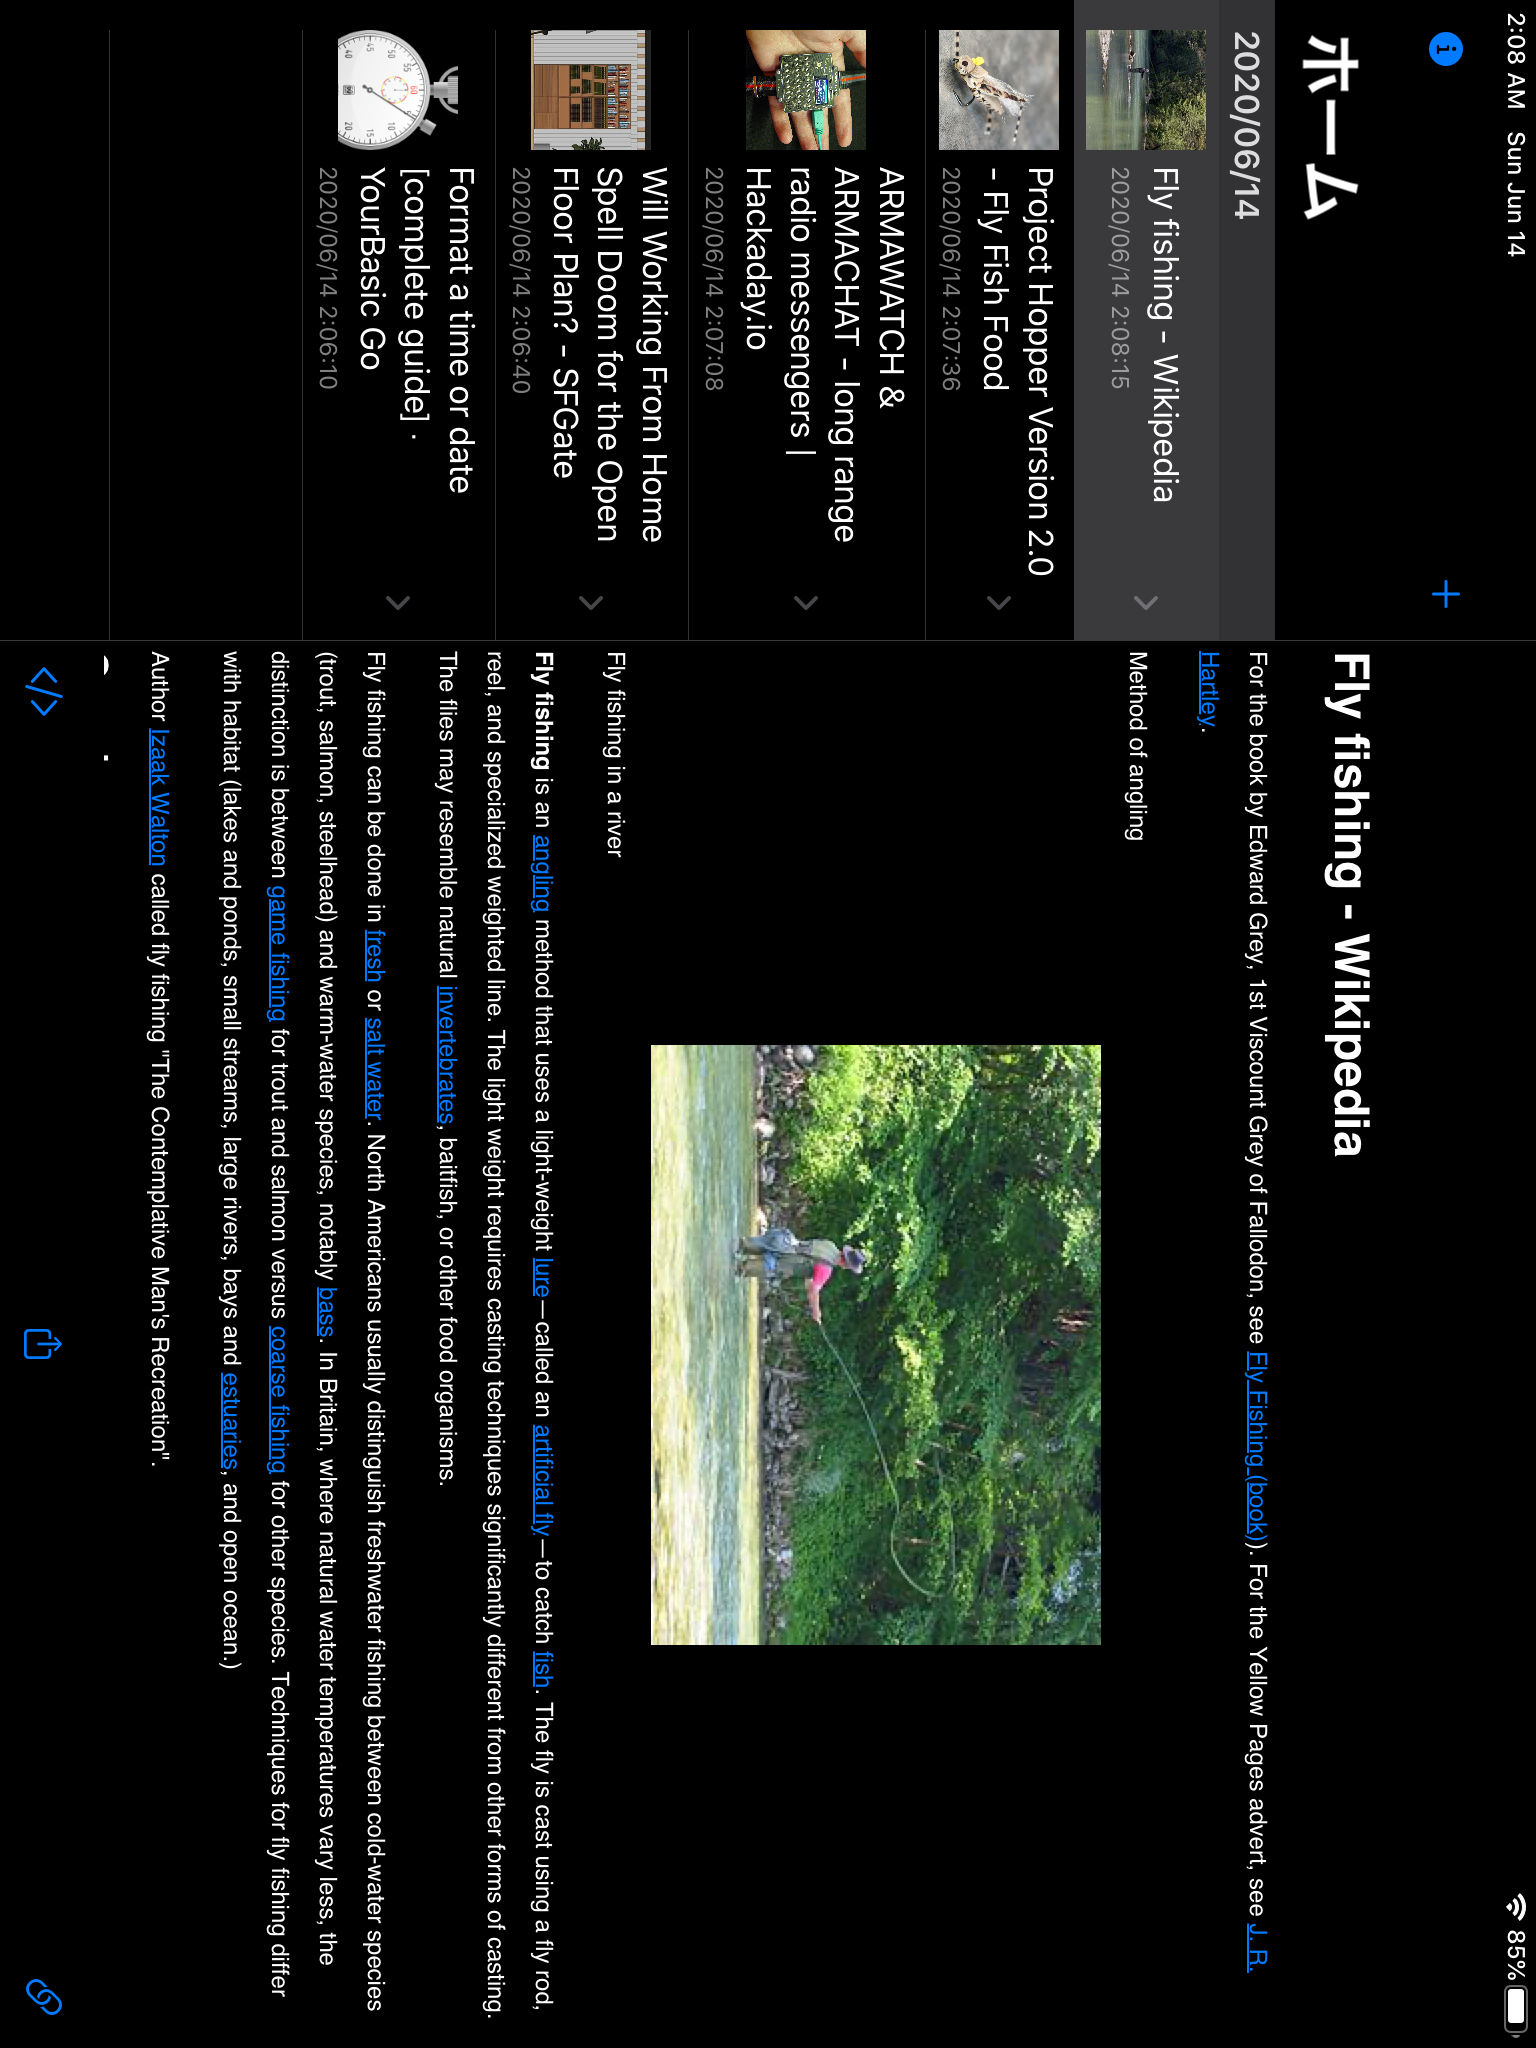 2:08 AM Sun Jun 14
85%
ホーム
2020/06/14
Fly fishing - Wikipedia
2020/06/14 2:08:15
Project Hopper Version 2.0
- Fly Fish Food
2020/06/14 2:07:36
ARMAWATCH &
ARMACHAT - long range
radio messengers |
Hackaday.io
2020/06/14 2:07:08
Will Working From Home
Spell Doom for the Open
Floor Plan? - SFGate
2020/06/14 2:06:40
Format a time or date
[complete guide] ·
YourBasic Go
2020/06/14 2:06:10
Fly fishing - Wikipedia
For the book by Edward Grey, 1st Viscount Grey of Fallodon, see Fly Fishing (book)). For the Yellow Pages advert, see J. R.
Hartley.
Method of angling
Fly fishing in a river
Fly fishing is an angling method that uses a light-weight lure—called an artificial fly—to catch fish. The fly is cast using a fly rod,
reel, and specialized weighted line. The light weight requires casting techniques significantly different from other forms of casting.
The flies may resemble natural invertebrates, baitfish, or other food organisms.
Fly fishing can be done in fresh or salt water. North Americans usually distinguish freshwater fishing between cold-water species
(trout, salmon, steelhead) and warm-water species, notably bass. In Britain, where natural water temperatures vary less, the
distinction is between game fishing for trout and salmon versus coarse fishing for other species. Techniques for fly fishing differ
with habitat (lakes and ponds, small streams, large rivers, bays and estuaries, and open ocean.)
Author Izaak Walton called fly fishing "The Contemplative Man's Recreation".